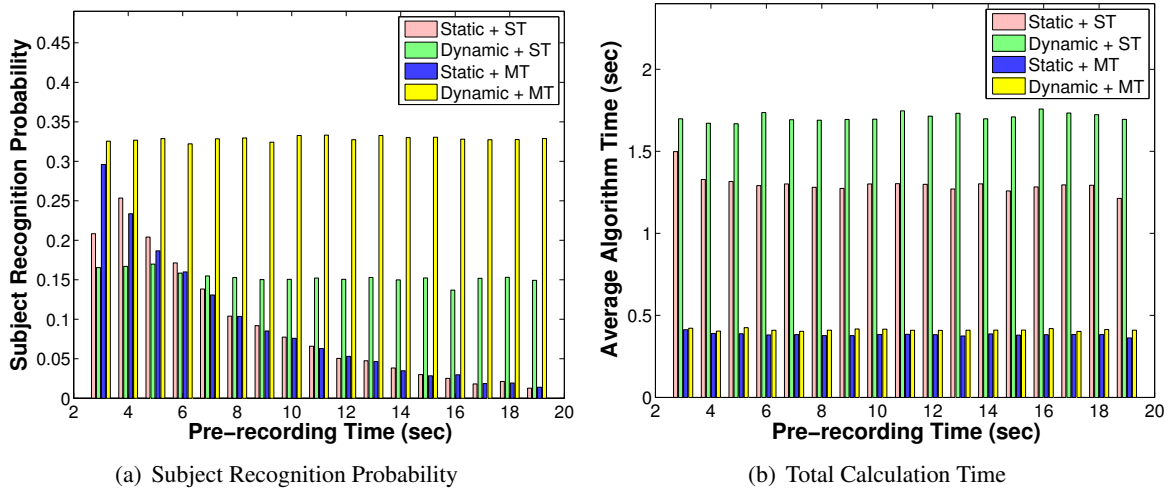 0.45
0.4
0.35
0.3
0.25
0.2
0.15
0.1
0.05
0
Subject Recognition Probability
Static + ST
Dynamic + ST
Static + MT
Dynamic + MT
2 4 6 8 10 12 14 16 18 20
Pre-recording Time (sec)
(a) Subject Recognition Probability
2
1.5
1
0.5
0
Average Algorithm Time (sec)
Static + ST
Dynamic + ST
Static + MT
Dynamic + MT
2 4 6 8 10 12 14 16 18 20
Pre-recording Time (sec)
(b) Total Calculation Time